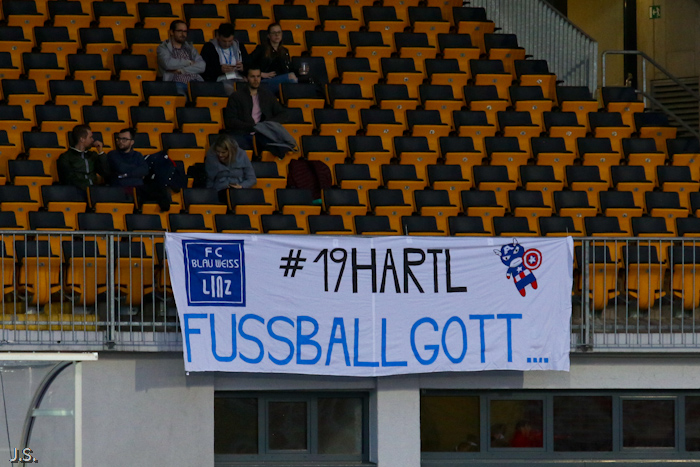 FC
BLAU WEISS
LINZ
#19HARTL
FUSSBALLGOTT.....
J.S.